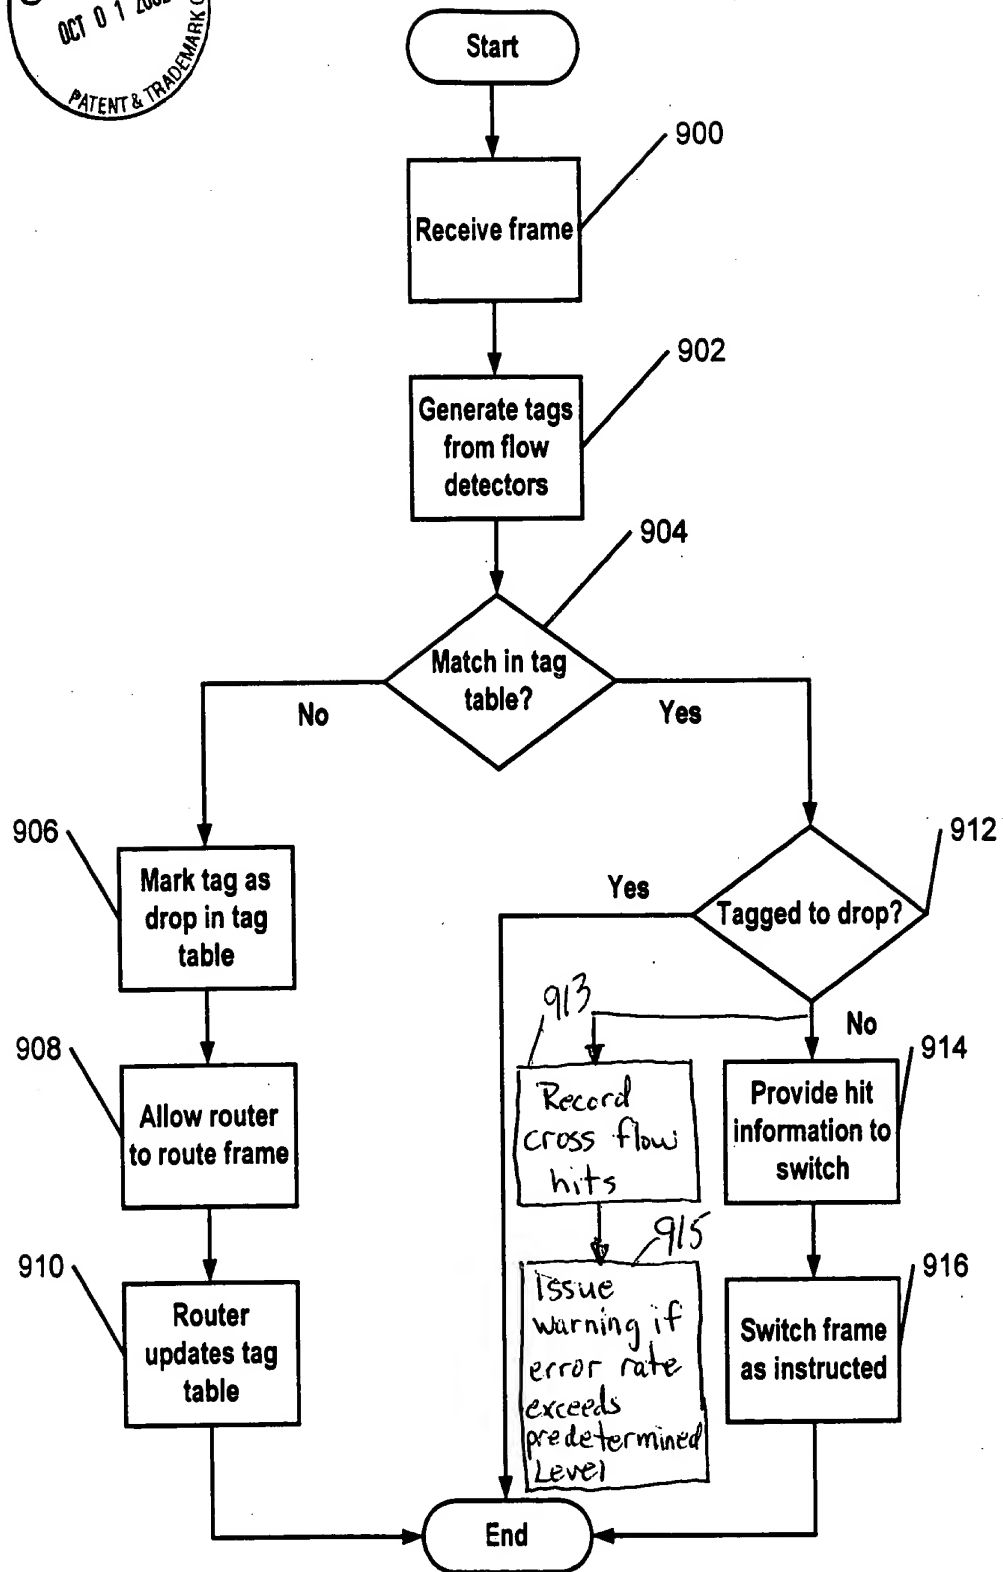 OCT 0 1
PATENT & TRADEMARK
Start
900
Receive frame
902
Generate tags
from flow
detectors
904
Match in tag
table?
No
Yes
906
Mark tag as
drop in tag
table
912
Tagged to drop?
Yes
No
908
Allow router
to route frame
913
Record
cross flow
hits
914
Provide hit
information to
switch
910
Router
updates tag
table
915
Issue
warning if
error rate
exceeds
predetermined
Level
916
Switch frame
as instructed
End